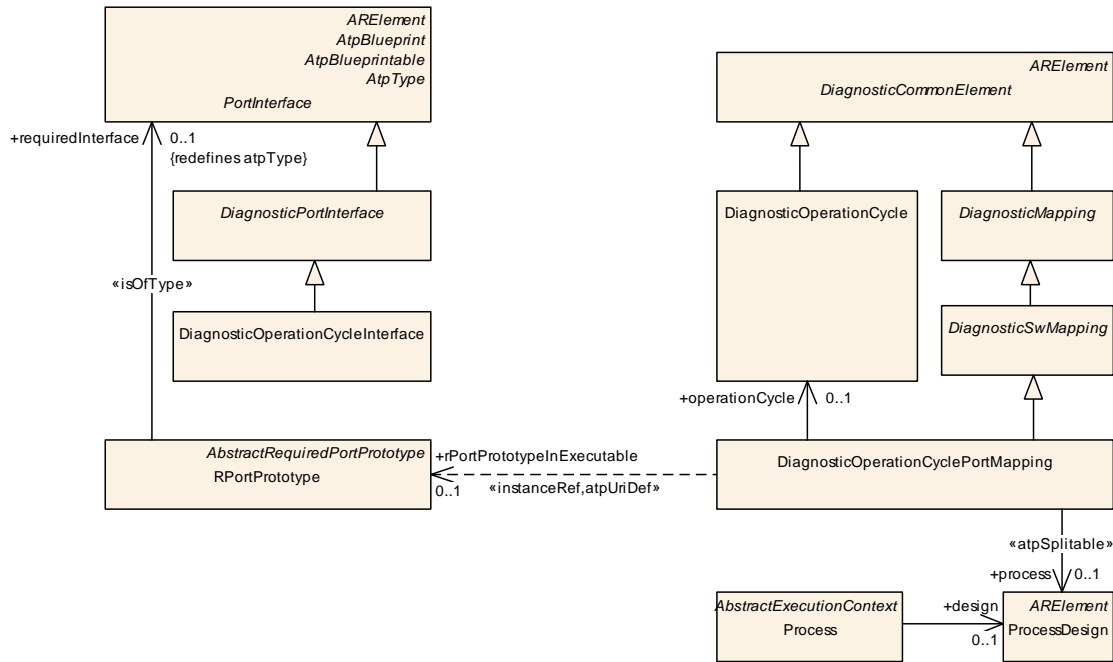 ARElement
AtpBlueprint
AtpBlueprintable
AtpType
PortInterface
ARElement
DiagnosticCommonElement
+requiredInterface
0..1
{redefines atpType}
DiagnosticPortInterface
DiagnosticOperationCycle
DiagnosticMapping
«isOfType»
DiagnosticOperationCycleInterface
DiagnosticSwMapping
+operationCycle
0..1
AbstractRequiredPortPrototype
RPortPrototype
+rPortPrototypeInExecutable
0..1
«instanceRef,atpUriDef»
DiagnosticOperationCyclePortMapping
«atpSplitable»
+process
0..1
AbstractExecutionContext
Process
+design
0..1
ARElement
ProcessDesign